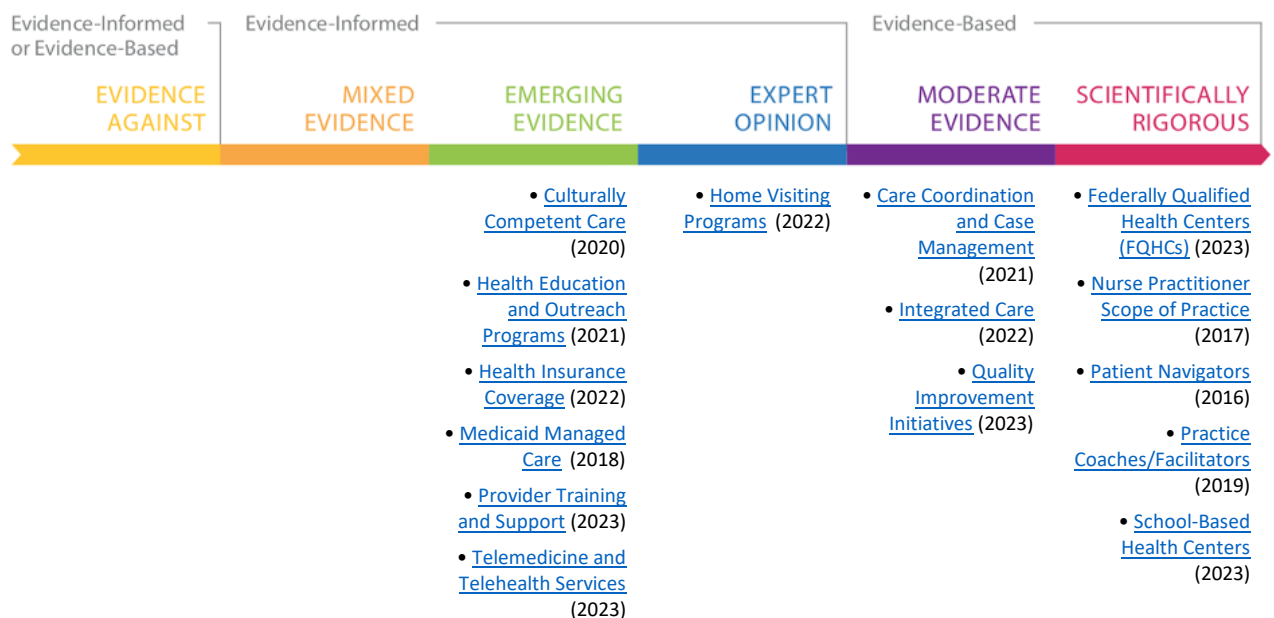 Evidence-Informed
or Evidence-Based
Evidence-Informed
Evidence-Based
EVIDENCE
AGAINST
MIXED
EVIDENCE
EMERGING
EVIDENCE
EXPERT
OPINION
MODERATE
EVIDENCE
SCIENTIFICALLY
RIGOROUS
• Culturally
Competent Care
(2020)
• Health Education
and Outreach
Programs (2021)
• Health Insurance
Coverage (2022)
• Medicaid Managed
Care (2018)
• Provider Training
and Support (2023)
• Telemedicine and
Telehealth Services
(2023)
• Home Visiting
Programs (2022)
• Care Coordination
and Case
Management
(2021)
• Integrated Care
(2022)
• Quality
Improvement
Initiatives (2023)
• Federally Qualified
Health Centers
(FQHCs) (2023)
• Nurse Practitioner
Scope of Practice
(2017)
• Patient Navigators
(2016)
• Practice
Coaches/Facilitators
(2019)
• School-Based
Health Centers
(2023)